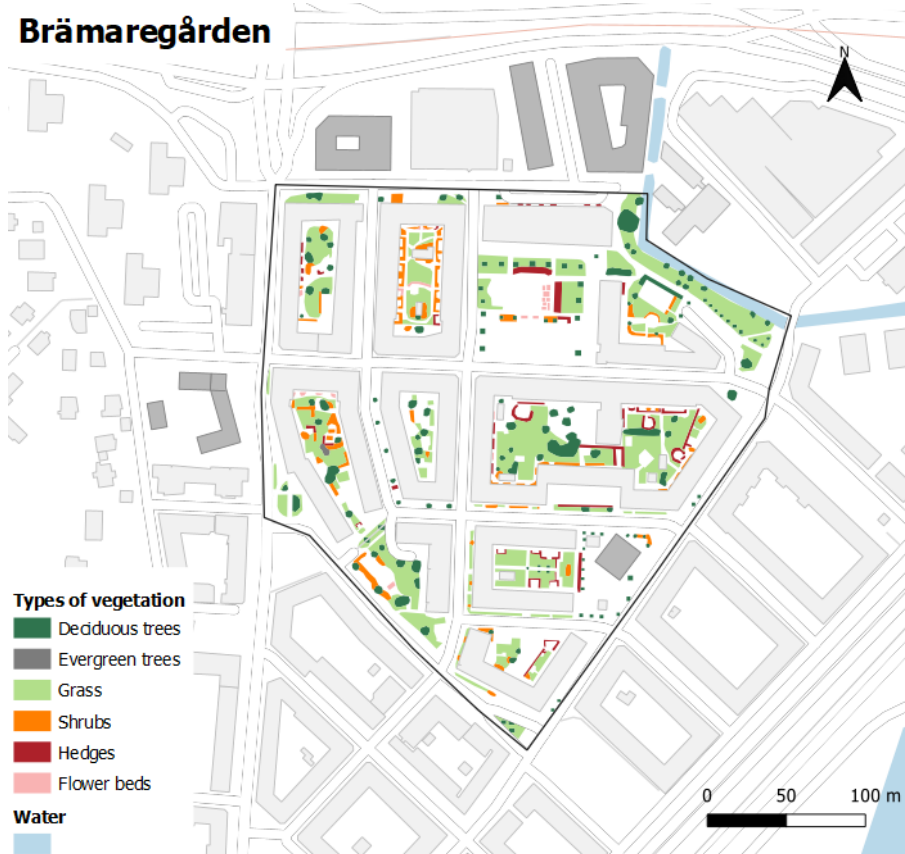 Brämaregården
N
Types of vegetation
Deciduous trees
Evergreen trees
Grass
Shrubs
Hedges
Flower beds
Water
0 50 100 m